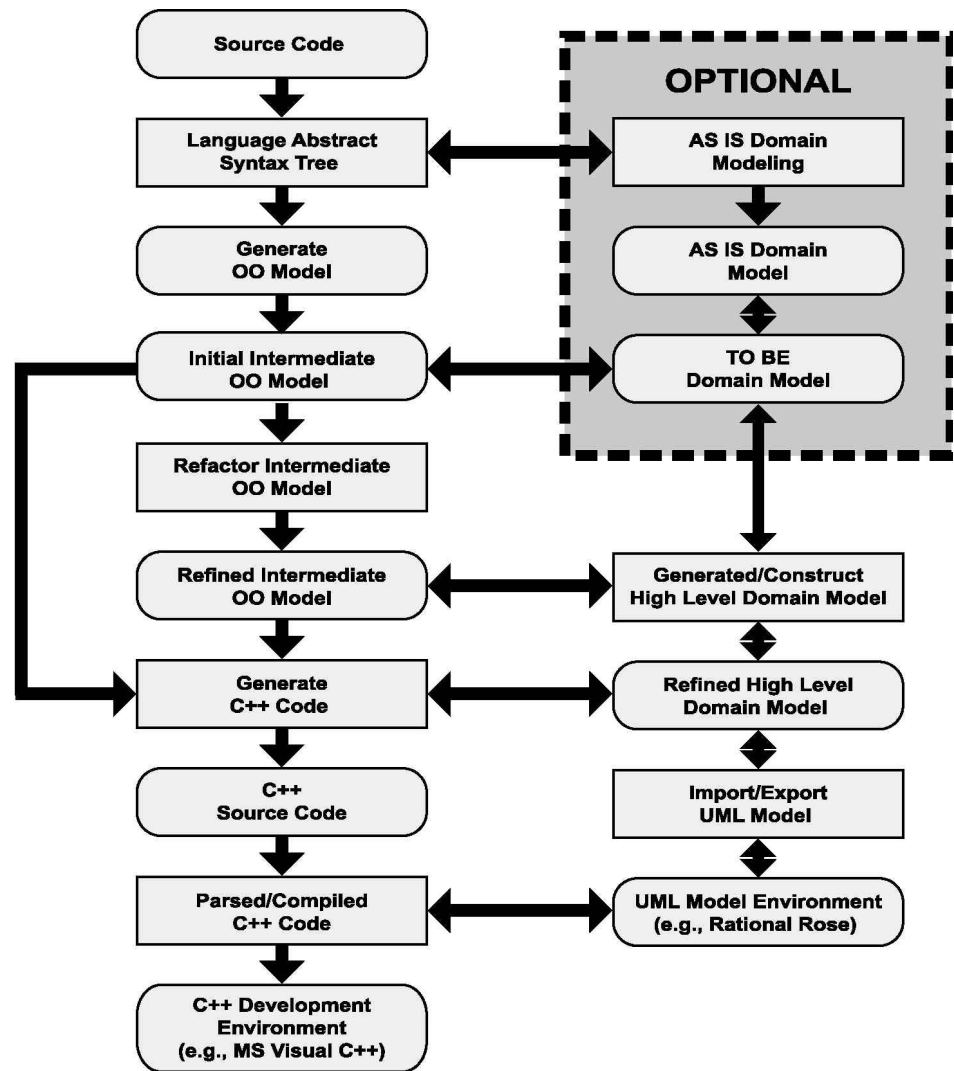 Source Code
Language Abstract
Syntax Tree
Generate
OO Model
Initial Intermediate
OO Model
Refactor Intermediate
OO Model
Refined Intermediate
OO Model
Generate
C++ Code
C++
Source Code
Parsed/Compiled
C++ Code
C++ Development
Environment
(e.g., MS Visual C++)
OPTIONAL
AS IS Domain
Modeling
AS IS Domain
Model
TO BE
Domain Model
Generated/Construct
High Level Domain Model
Refined High Level
Domain Model
Import/Export
UML Model
UML Model Environment
(e.g., Rational Rose)